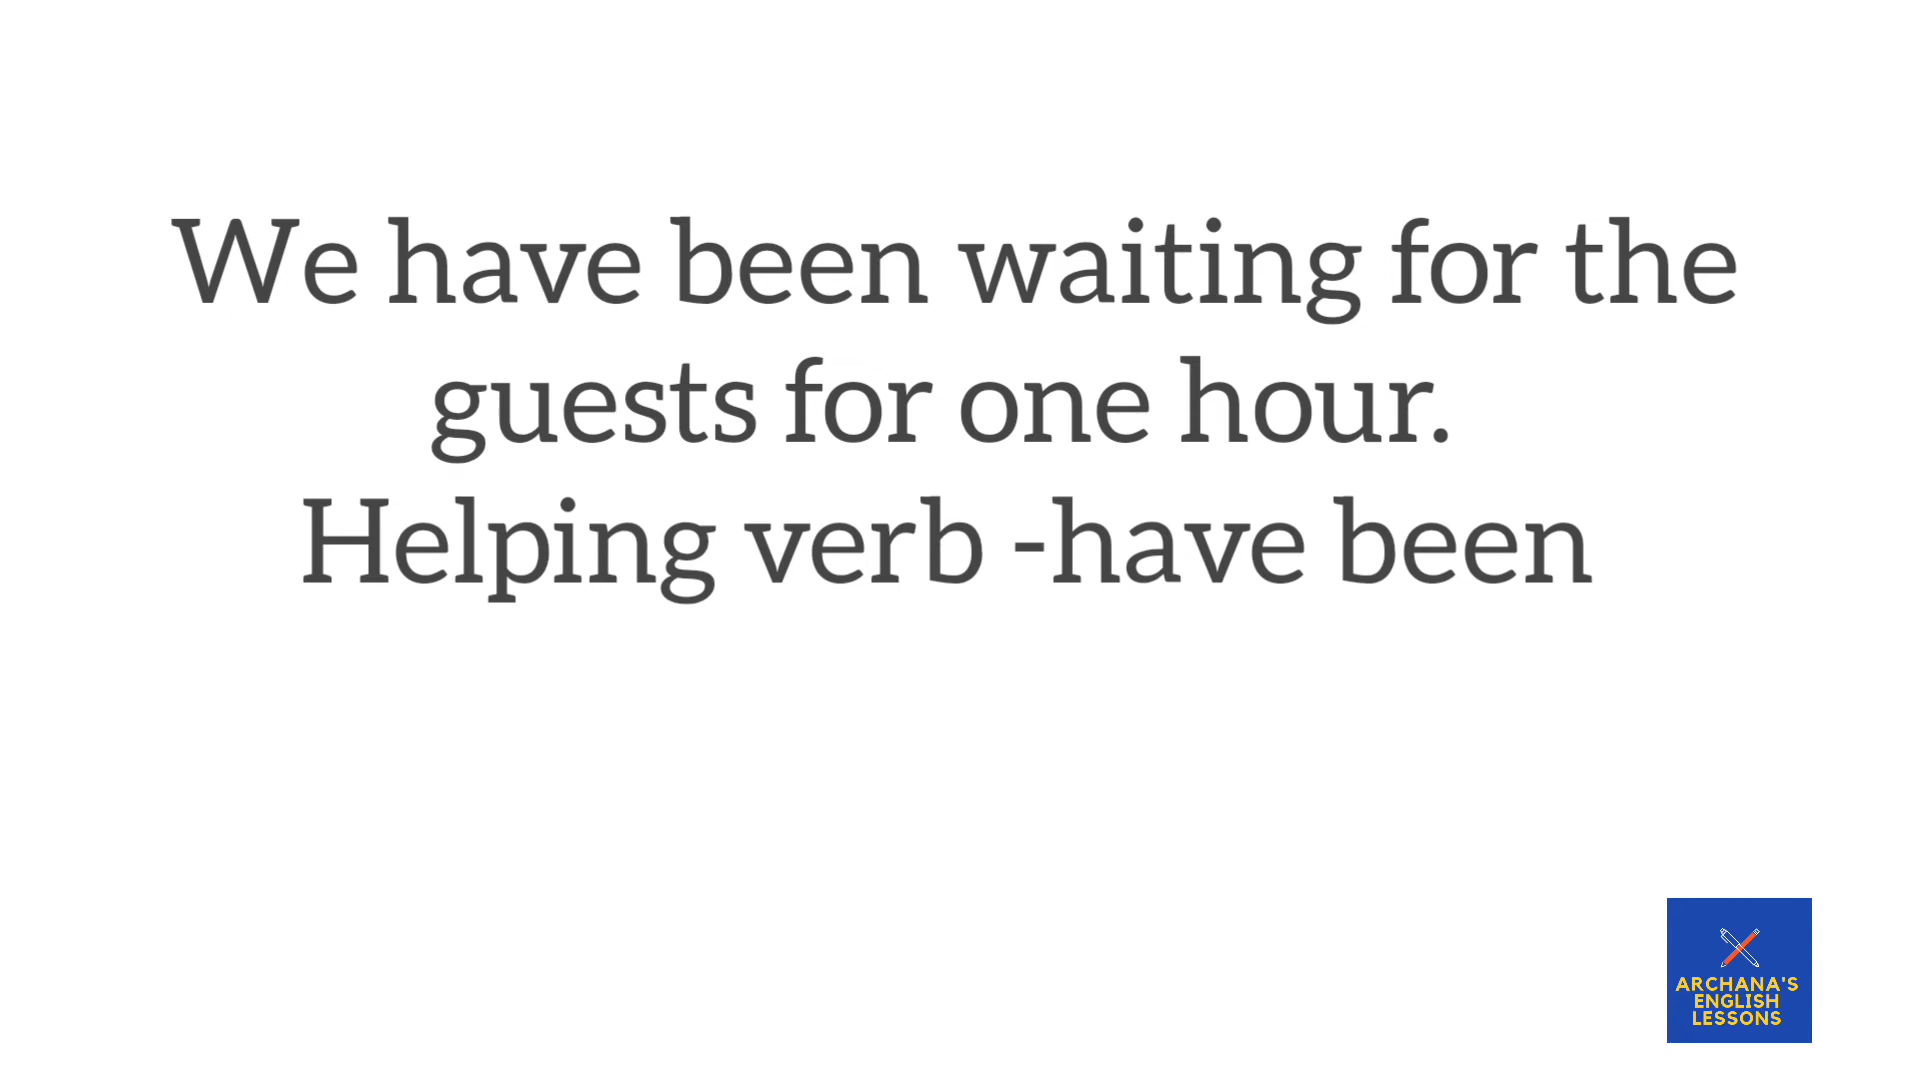 We have been waiting for the
guests for one hour.
Helping verb -have been
ARCHANA'S
ENGLISH
LESSONS